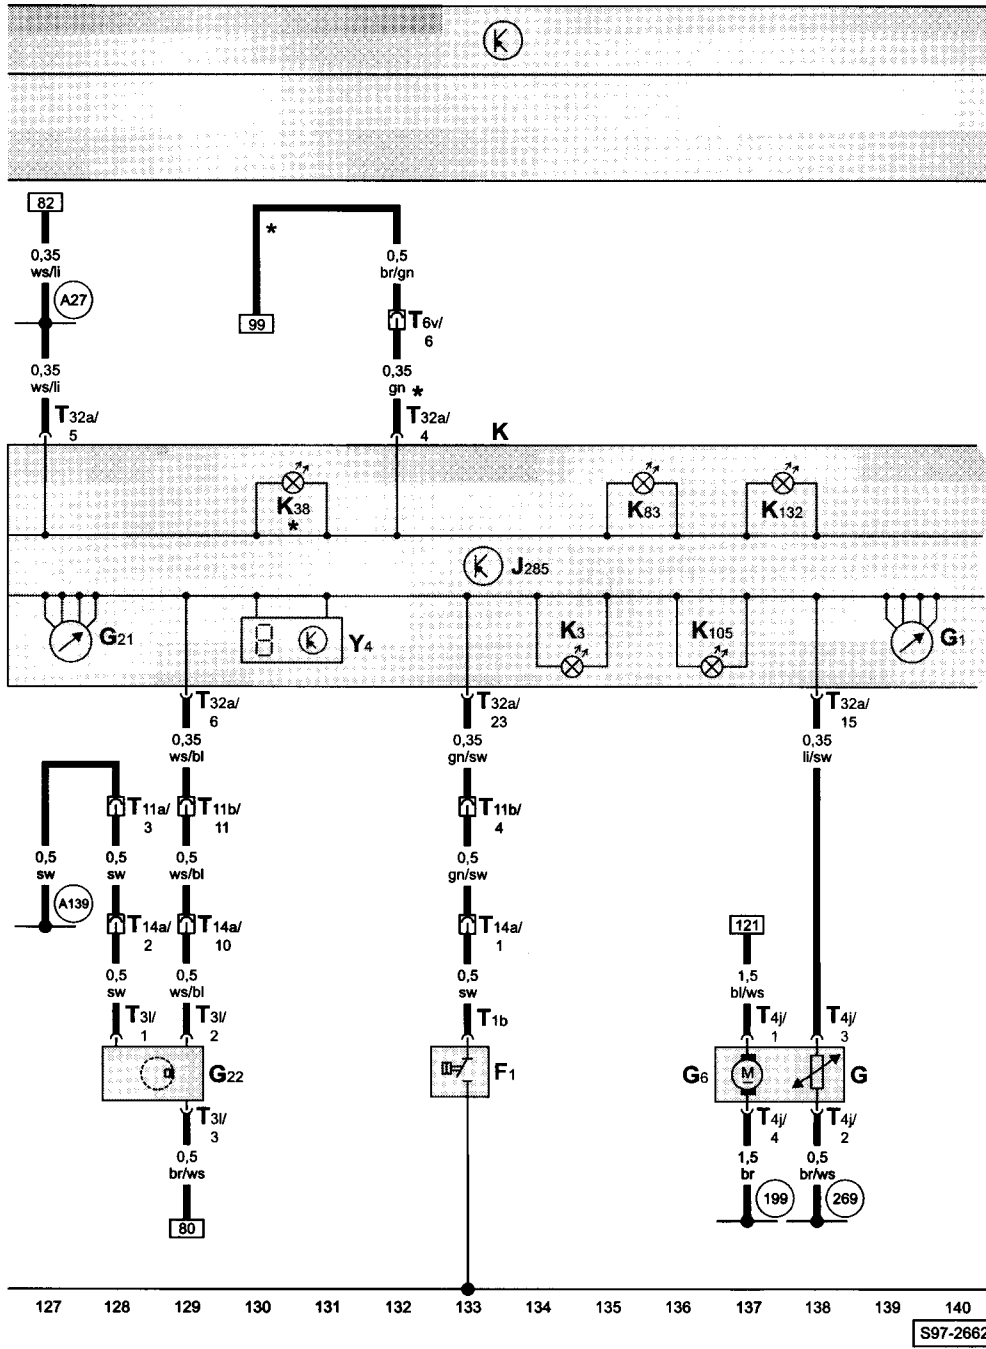 82
99
0,35
ws/li
0,5
br/gn
A27
T6v/
6
0,35
ws/li
0,35
gn
*
*
T32a/
5
T32a/
4
K
K38
*
K83
K132
J285
G21
Y4
K3
K105
G1
T32a/
6
T32a/
23
T32a/
15
0,35
ws/bl
0,35
gn/sw
0,35
li/sw
T11a/
3
T11b/
11
T11b/
4
0,5
sw
0,5
sw
0,5
ws/bl
0,5
gn/sw
A139
T14a/
2
T14a/
10
T14a/
1
121
0,5
sw
0,5
ws/bl
0,5
sw
1,5
bl/ws
T3l/
1
T3l/
2
T1b
T4j/
1
T4j/
3
G22
F1
G6
M
G
T3l/
3
T4j/
4
T4j/
2
0,5
br/ws
1,5
br
0,5
br/ws
199
269
80
127 128 129 130 131 132 133 134 135 136 137 138 139 140
S97-2662